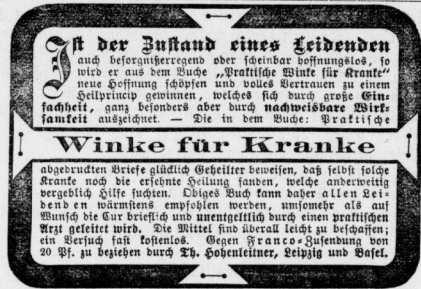 Ist der Zustand eines Leidenden
auch besorgnißerregend oder scheinbar hoffnungslos, so
wird er aus dem Buche „Praktische Winke für Kranke“
neue Hoffnung schöpfen und volles Vertrauen zu einem
Heilprincip gewinnen, welches sich durch große Ein-
fachheit, ganz besonders aber durch nachweisbare Wirk-
samkeit auszeichnet. — Die in dem Buche: Praktische
Winke für Kranke
abgedruckten Briefe glücklich Geheilter beweisen, daß selbst solche
Kranke noch die ersehnte Heilung fanden, welche anderweitig
vergeblich Hilfe suchten. Obiges Buch kann daher allen Lei-
denden wärmstens empfohlen werden, umsomehr als auf
Wunsch die Cur brieflich und unentgeltlich durch einen praktischen
Arzt geleitet wird. Die Mittel sind überall leicht zu beschaffen;
ein Versuch fast kostenlos. Gegen Franco-Zusendung von
20 Pf. zu beziehen durch Th. Hohenleitner, Leipzig und Basel.